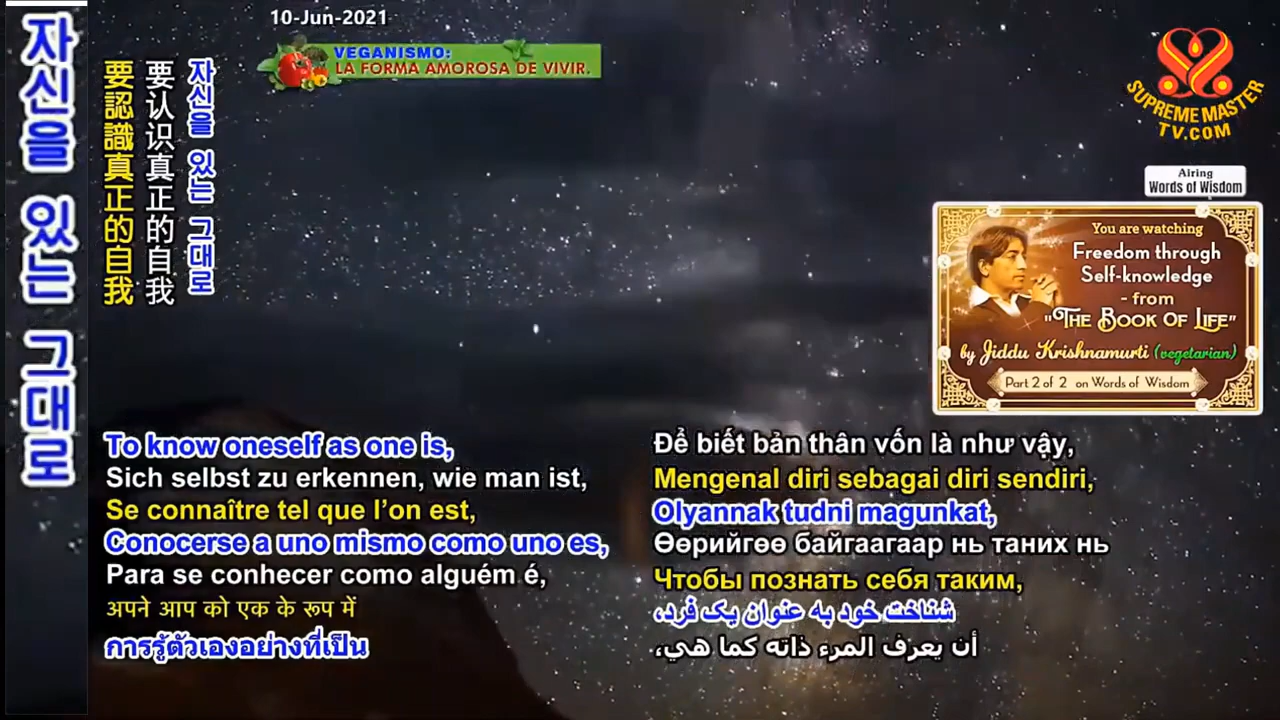 10-Jun-2021
VEGANISMO:
LA FORMA AMOROSA DE VIVIR.
자신을 있는 그대로
要認識真正的自我
要认识真正的自我
자신을 있는 그대로
SUPREME MASTER
TV.COM
Airing
Words of Wisdom
You are watching
Freedom through
Self-knowledge
- from
"THE BOOK OF LIFE"
by Jiddu Krishnamurti (vegetarian)
Part 2 of 2 on Words of Wisdom
To know oneself as one is,
Sich selbst zu erkennen, wie man ist,
Se connaître tel que l’on est,
Conocerse a uno mismo como uno es,
Para se conhecer como alguém é,
अपने आप को एक के रूप में
การรู้ตัวเองอย่างที่เป็น
Để biết bản thân vốn là như vậy,
Mengenal diri sebagai diri sendiri,
Olyannak tudni magunkat,
Өөрийгөө байгаагаар нь таних нь
Чтобы познать себя таким,
شناخت خود به عنوان یک فرد،
أن يعرف المرء ذاته كما هي،